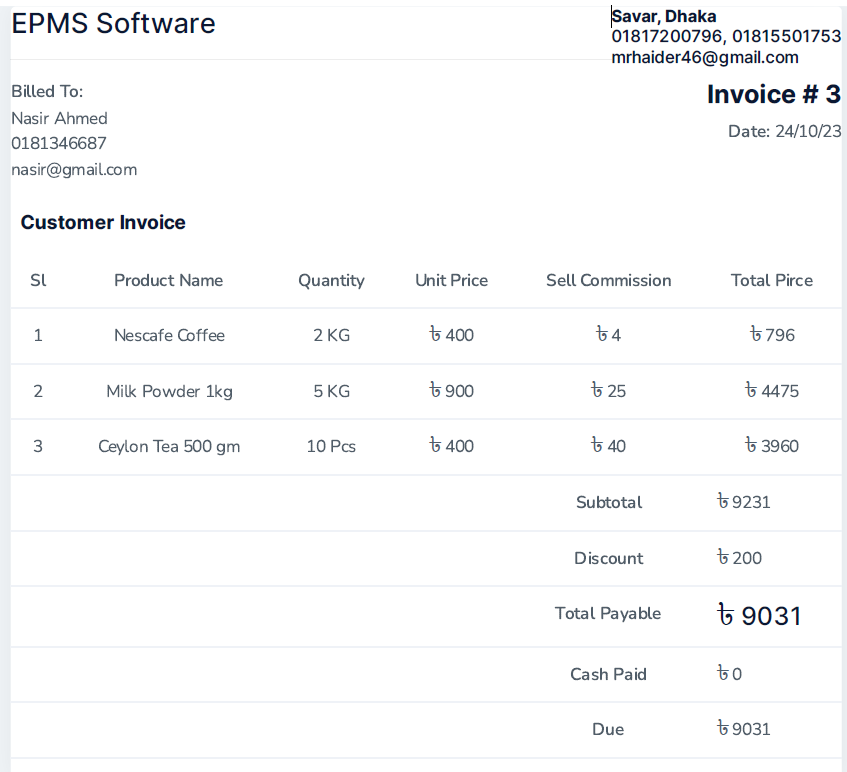 EPMS Software
Savar, Dhaka
01817200796, 01815501753
mrhaider46@gmail.com
Billed To:
Nasir Ahmed
0181346687
nasir@gmail.com
Invoice # 3
Date: 24/10/23
Customer Invoice
Sl Product Name Quantity Unit Price Sell Commission Total Pirce
1 Nescafe Coffee 2 KG ৳ 400 ৳ 4 ৳ 796
2 Milk Powder 1kg 5 KG ৳ 900 ৳ 25 ৳ 4475
3 Ceylon Tea 500 gm 10 Pcs ৳ 400 ৳ 40 ৳ 3960
Subtotal ৳ 9231
Discount ৳ 200
Total Payable ৳ 9031
Cash Paid ৳ 0
Due ৳ 9031